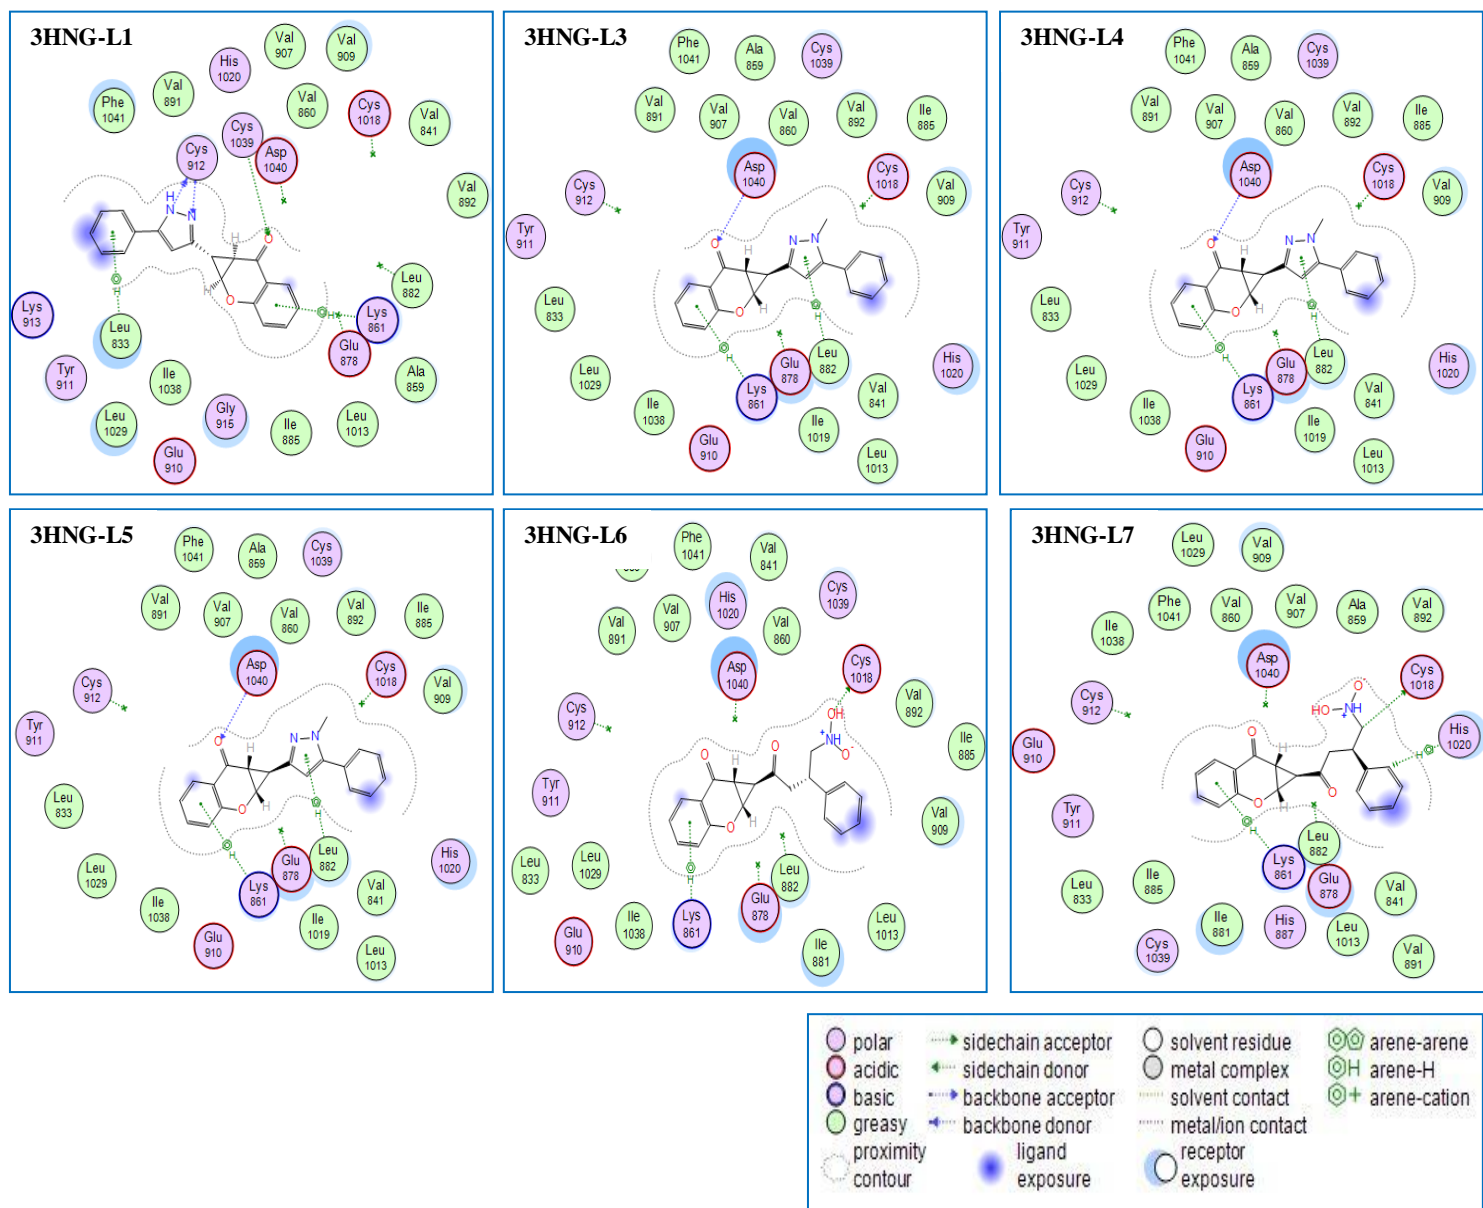 3HNG-L1
Val 907
Val 909
His 1020
Val 891
Phe 1041
Val 860
Cys 1018
Val 841
Cys 1039
Cys 912
Asp 1040
Val 892
H
N
N
H
O
H
O
Leu 882
Lys 913
H
Leu 833
H
Lys 861
Glu 878
Tyr 911
Ile 1038
Ala 859
Leu 1029
Gly 915
Ile 885
Leu 1013
Glu 910
3HNG-L3
Phe 1041
Ala 859
Cys 1039
Val 891
Val 907
Val 860
Val 892
Ile 885
Asp 1040
Cys 1018
Cys 912
Val 909
Tyr 911
O
H
N
N
O
H
Leu 833
H
H
Leu 882
His 1020
Leu 1029
Glu 878
Lys 861
Val 841
Ile 1038
Ile 1019
Glu 910
Leu 1013
3HNG-L4
Phe 1041
Ala 859
Cys 1039
Val 891
Val 907
Val 860
Val 892
Ile 885
Asp 1040
Cys 1018
Cys 912
Val 909
Tyr 911
O
H
N
N
O
H
Leu 833
H
H
Leu 882
His 1020
Leu 1029
Glu 878
Lys 861
Val 841
Ile 1038
Ile 1019
Glu 910
Leu 1013
3HNG-L5
Phe 1041
Ala 859
Cys 1039
Val 891
Val 907
Val 860
Val 892
Ile 885
Asp 1040
Cys 1018
Cys 912
Val 909
Tyr 911
O
H
N
N
O
H
Leu 833
H
H
Leu 882
His 1020
Leu 1029
Glu 878
Lys 861
Val 841
Ile 1038
Ile 1019
Glu 910
Leu 1013
3HNG-L6
Phe 1041
Val 841
His 1020
Cys 1039
Val 891
Val 907
Val 860
Asp 1040
Cys 1018
Val 892
Cys 912
OH
+
NH
O
Ile 885
O
O
H
Tyr 911
O
H
Val 909
Leu 833
Leu 1029
H
Leu 882
Glu 878
Glu 910
Ile 1038
Lys 861
Ile 881
Leu 1013
3HNG-L7
Leu 1029
Val 909
Ile 1038
Phe 1041
Val 860
Val 907
Ala 859
Val 892
Asp 1040
Cys 1018
Cys 912
O-
HO
NH
+
Glu 910
O
H
H
His 1020
O
H
O
Tyr 911
H
Leu 882
Leu 833
Ile 885
Lys 861
Glu 878
Val 841
Ile 881
His 887
Leu 1013
Cys 1039
Val 891
polar
acidic
basic
greasy
proximity
contour
sidechain acceptor
sidechain donor
backbone acceptor
backbone donor
ligand
exposure
solvent residue
metal complex
solvent contact
metal/ion contact
receptor
exposure
arene-arene
H arene-H
+ arene-cation